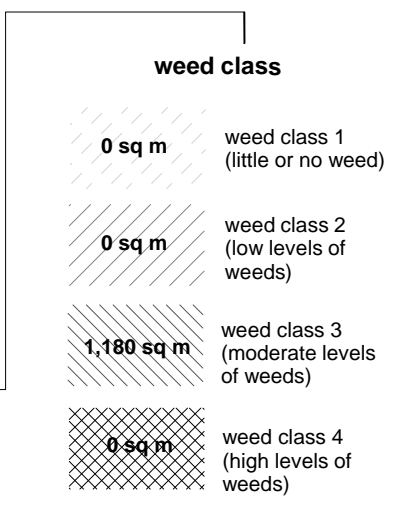 weed class
0 sq m
weed class 1
(little or no weed)
0 sq m
weed class 2
(low levels of
weeds)
1,180 sq m
weed class 3
(moderate levels
of weeds)
0 sq m
weed class 4
(high levels of
weeds)